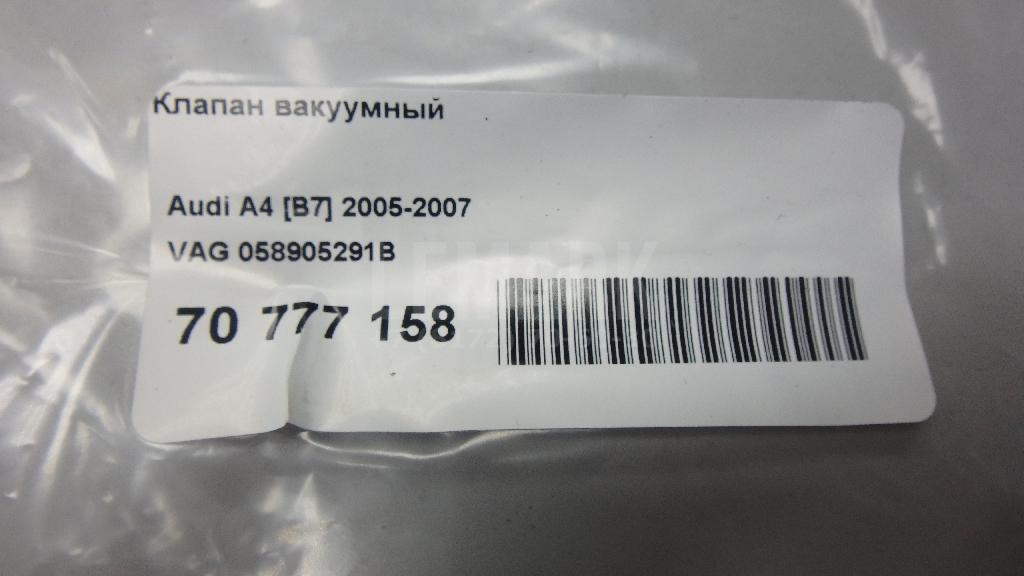 Клапан вакуумный
Audi A4 [B7] 2005-2007
VAG 058905291B
70 777 158